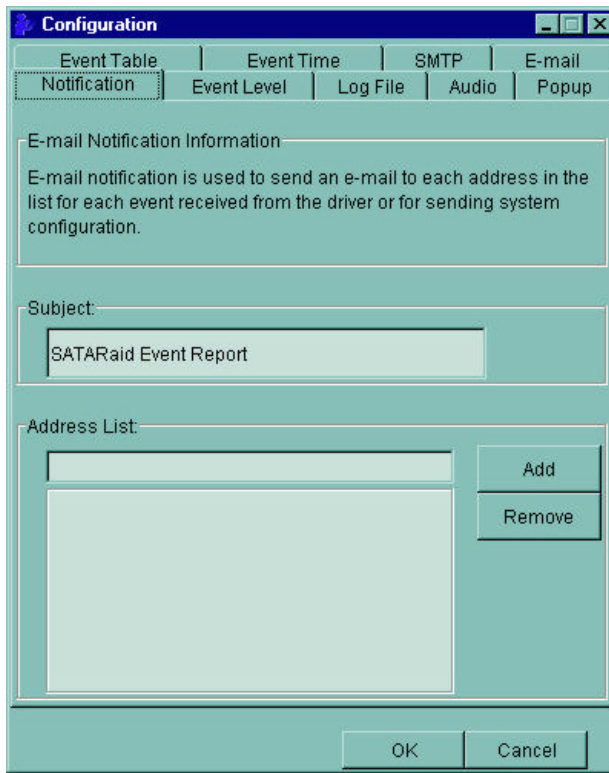 Configuration
Event Table Event Time SMTP E-mail
Notification Event Level Log File Audio Popup
E-mail Notification Information
E-mail notification is used to send an e-mail to each address in the
list for each event received from the driver or for sending system
configuration.
Subject:
SATARaid Event Report
Address List:
Add
Remove
OK Cancel